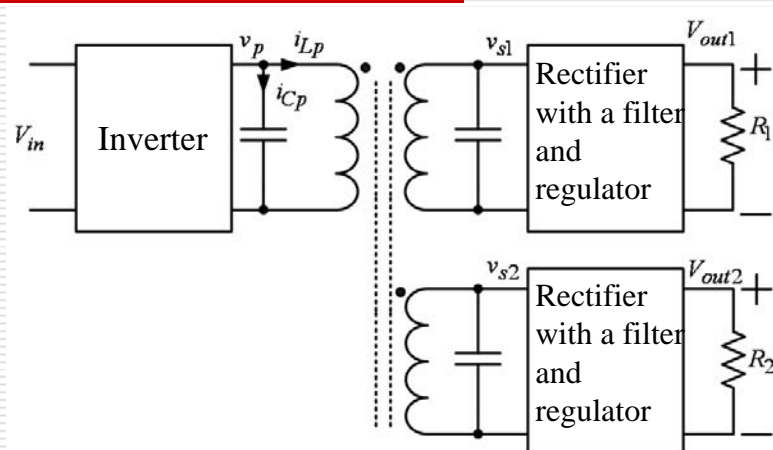 v_p i_Lp
i_Cp
V_in
Inverter
v_s1
Rectifier
with a filter
and
regulator
V_out1
+
R_1
−
v_s2
Rectifier
with a filter
and
regulator
V_out2
+
R_2
−